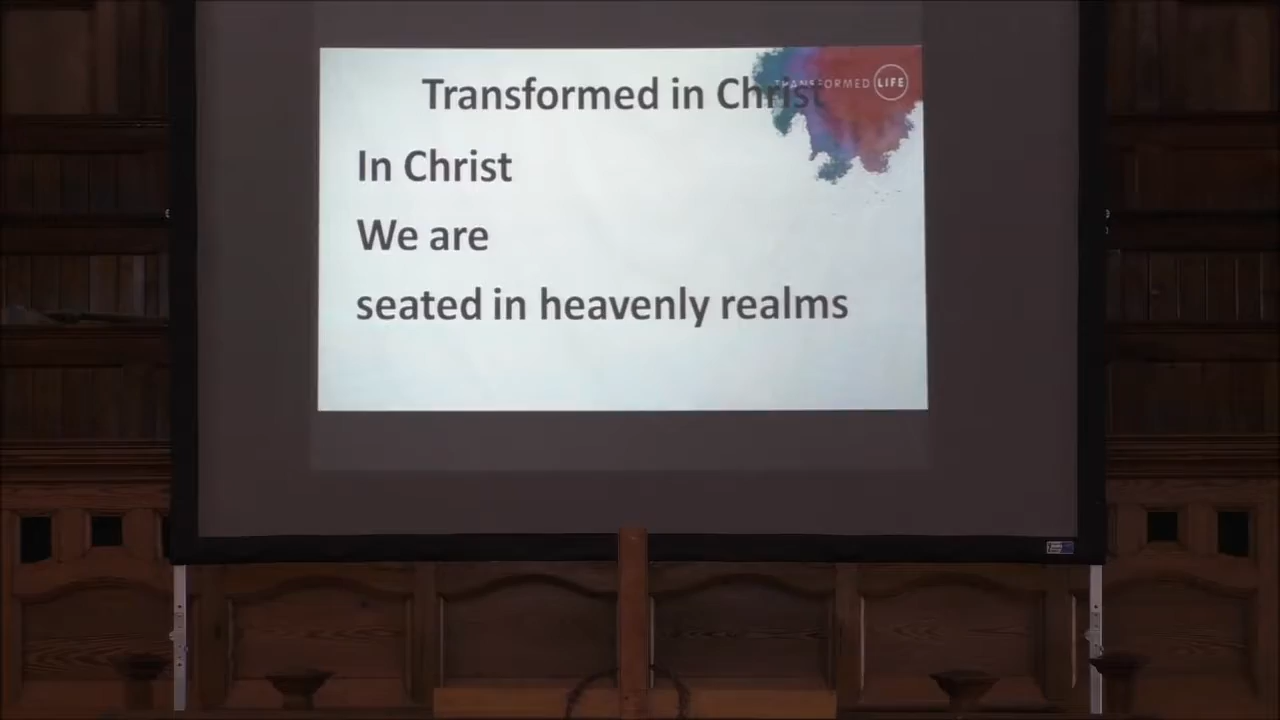 Transformed in Christ
TRANSFORMED LIFE
In Christ
We are
seated in heavenly realms